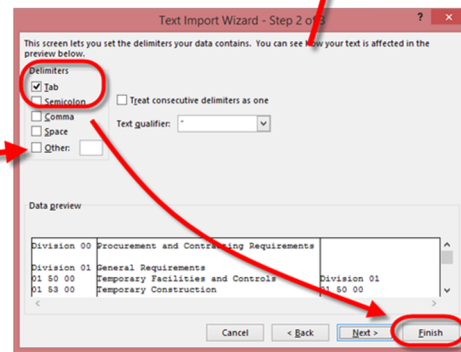 Text Import Wizard - Step 2 of 3
? ×
This screen lets you set the delimiters your data contains. You can see how your text is affected in the
preview below.
Delimiters
Tab
Semicolon
Comma
Space
Other:
Treat consecutive delimiters as one
Text qualifier: "
Data preview
Division 00 Procurement and Contracting Requirements
Division 01 General Requirements
01 50 00 Temporary Facilities and Controls Division 01
01 53 00 Temporary Construction 01 50 00
Cancel < Back Next > Finish